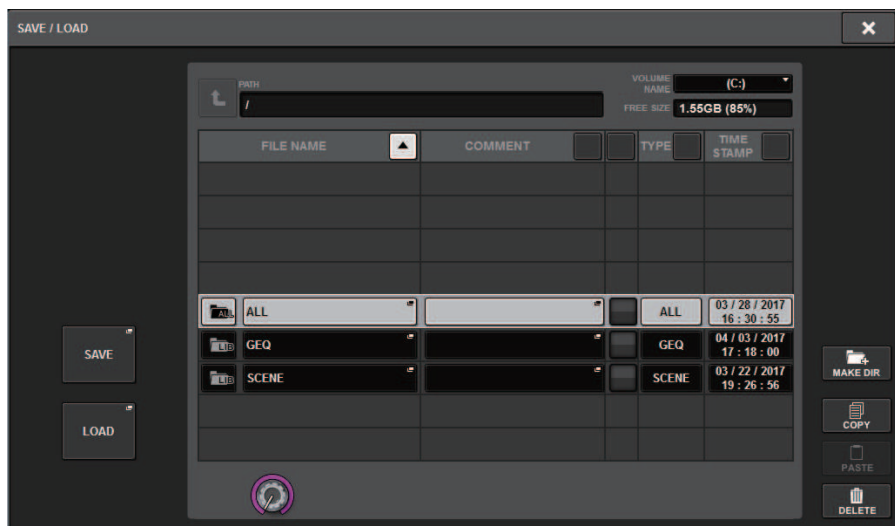 SAVE / LOAD
PATH
/
VOLUME
NAME
(C:)
FREE SIZE
1.55GB (85%)
FILE NAME
COMMENT
TYPE
TIME
STAMP
ALL
ALL
ALL
03 / 28 / 2017
16 : 30 : 55
LIB
GEQ
GEQ
04 / 03 / 2017
17 : 18 : 00
LIB
SCENE
SCENE
03 / 22 / 2017
19 : 26 : 56
SAVE
LOAD
MAKE DIR
COPY
PASTE
DELETE